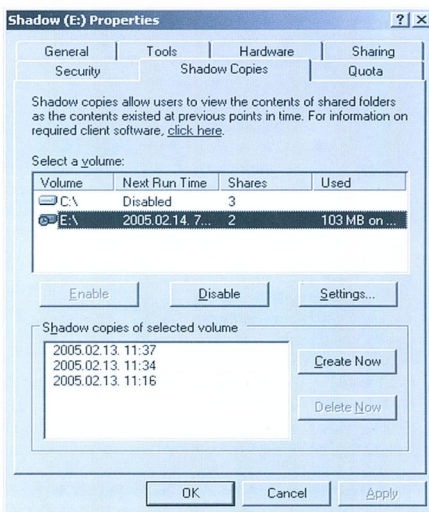 Shadow (E:) Properties
General Tools Hardware Sharing
Security Shadow Copies Quota
Shadow copies allow users to view the contents of shared folders
as the contents existed at previous points in time. For information on
required client software, click here.
Select a volume:
Volume Next Run Time Shares Used
C:\ Disabled 3
E:\ 2005.02.14. 7... 2 103 MB on ...
Enable Disable Settings...
Shadow copies of selected volume
2005.02.13. 11:37
2005.02.13. 11:34
2005.02.13. 11:16
Create Now
Delete Now
OK Cancel Apply